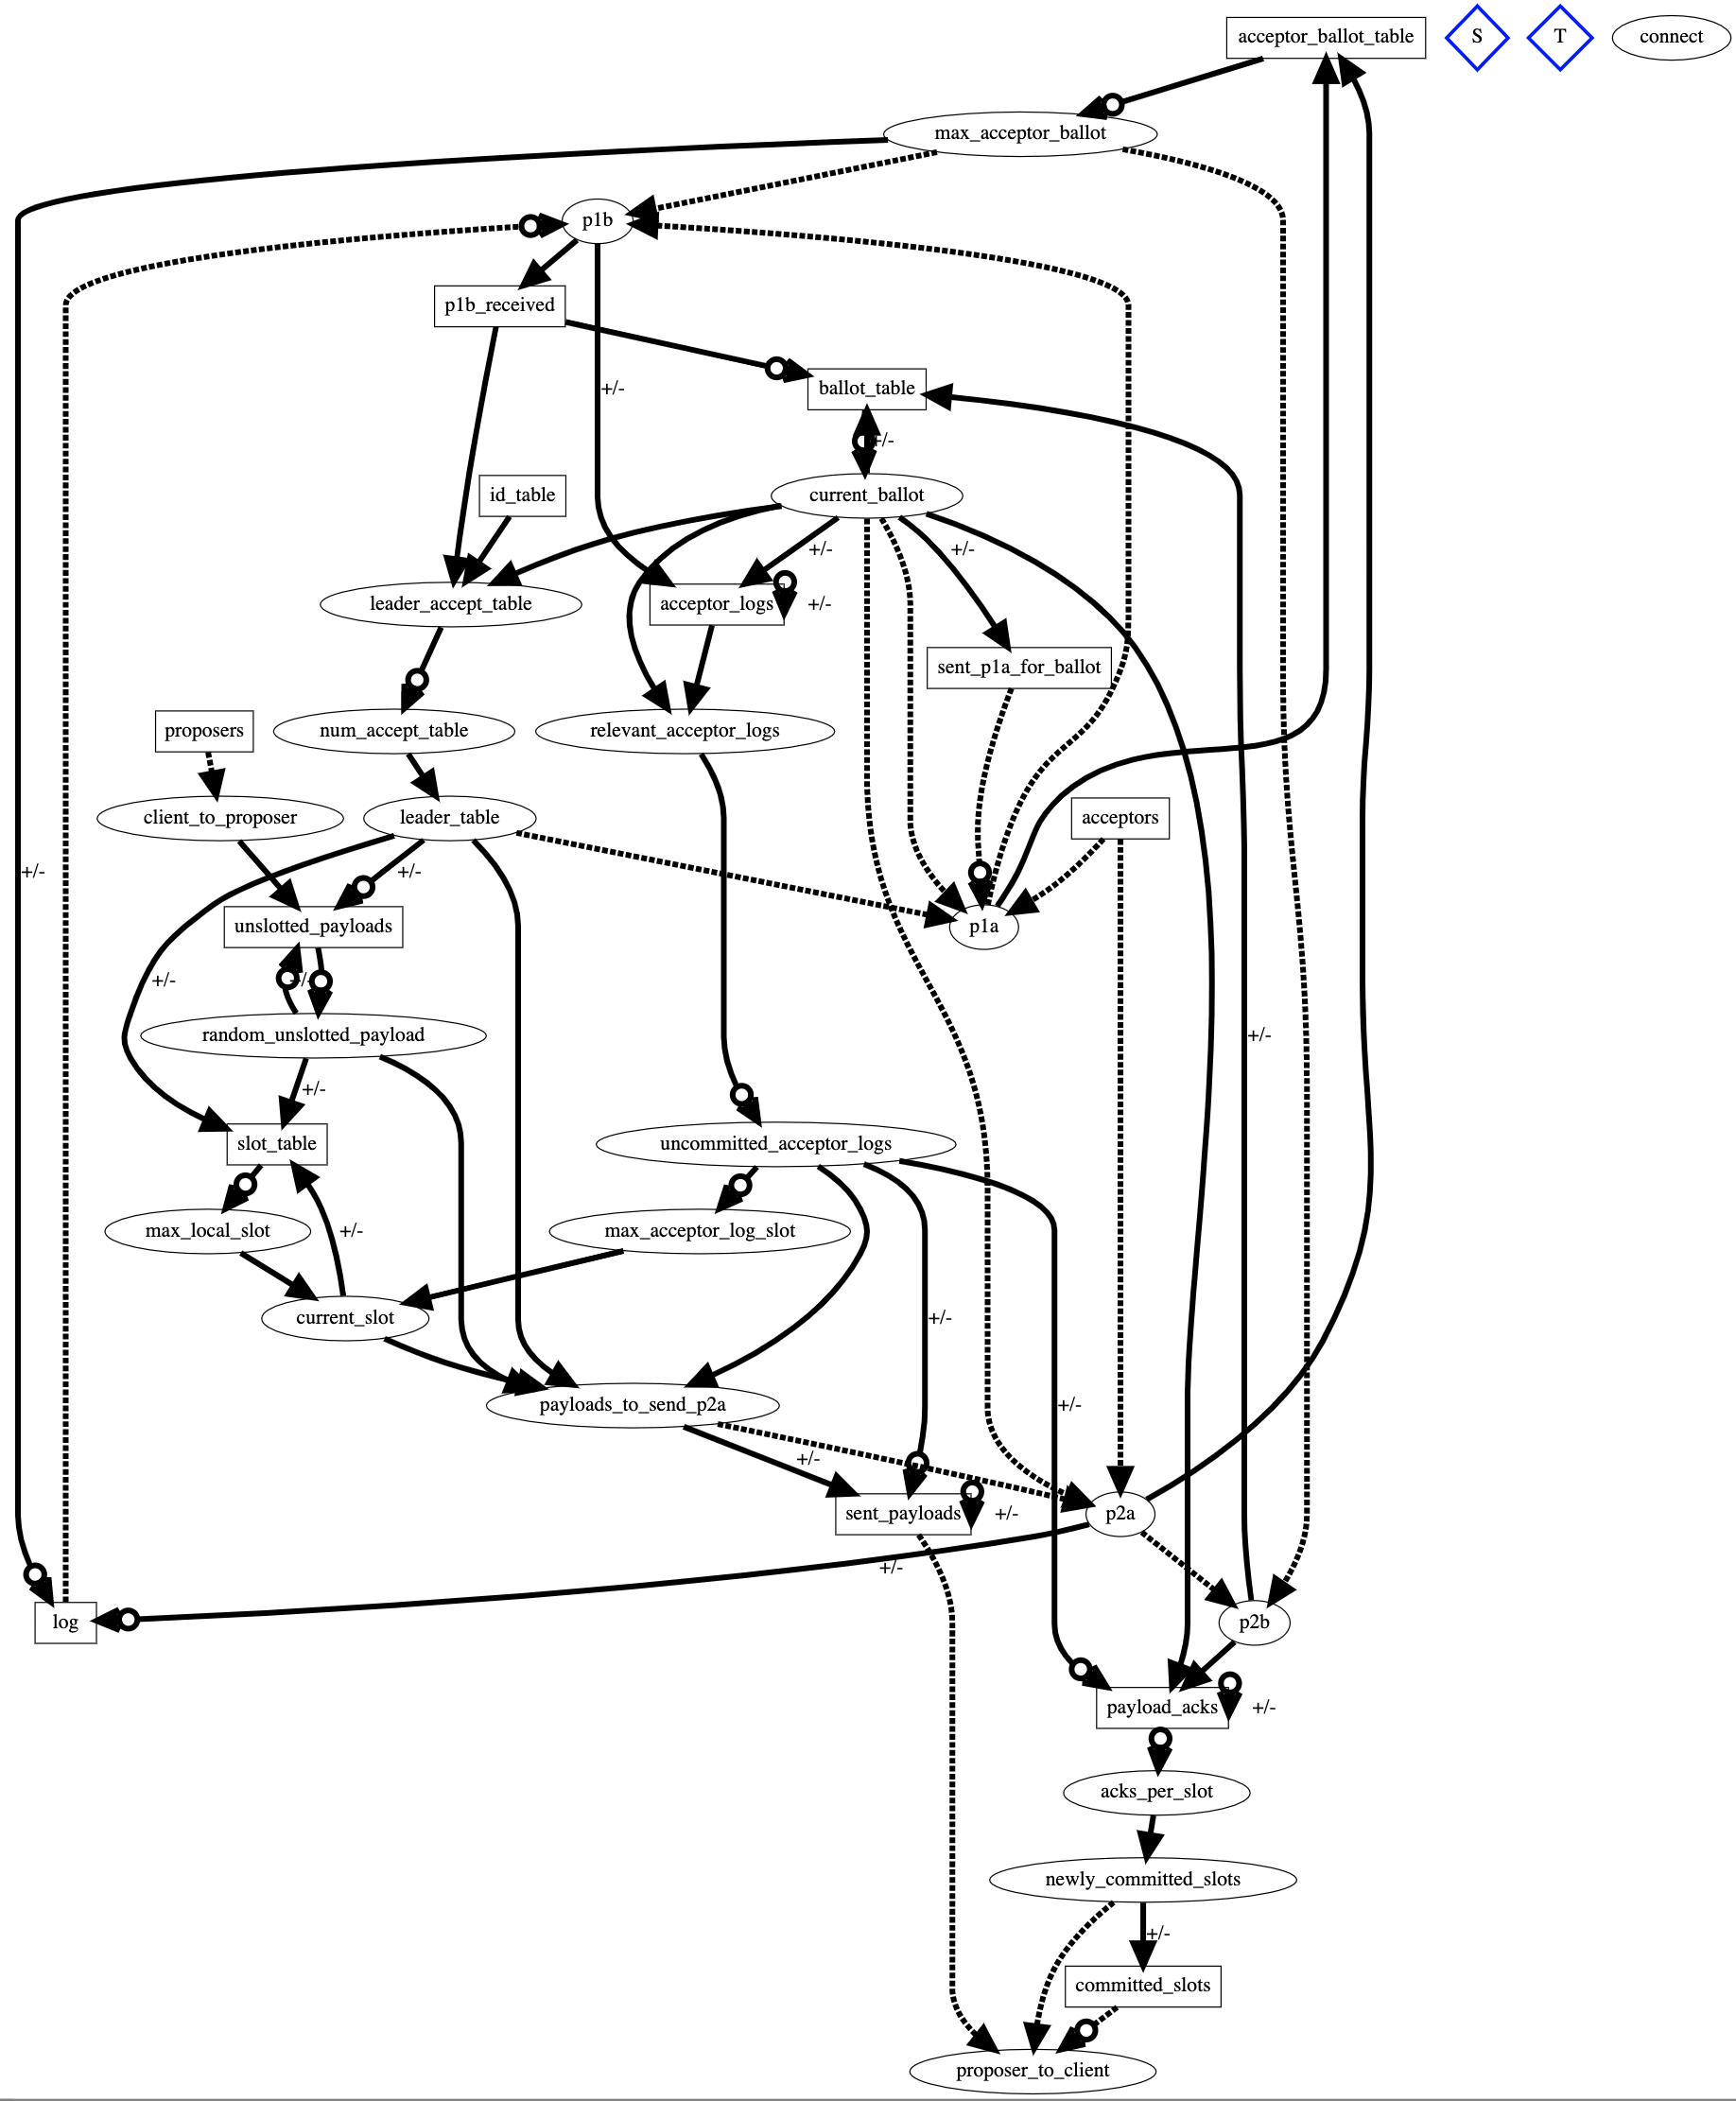 acceptor_ballot_table
S
T
connect
max_acceptor_ballot
p1b
p1b_received
ballot_table
+/-
+/-
id_table
current_ballot
+/-
+/-
leader_accept_table
acceptor_logs
+/-
sent_p1a_for_ballot
proposers
num_accept_table
relevant_acceptor_logs
client_to_proposer
leader_table
acceptors
+/-
+/-
unslotted_payloads
p1a
+/-
+/-
random_unslotted_payload
+/-
+/-
slot_table
uncommitted_acceptor_logs
max_local_slot
+/-
max_acceptor_log_slot
current_slot
+/-
payloads_to_send_p2a
+/-
+/-
sent_payloads
+/-
p2a
+/-
log
p2b
payload_acks
+/-
acks_per_slot
newly_committed_slots
+/-
committed_slots
proposer_to_client